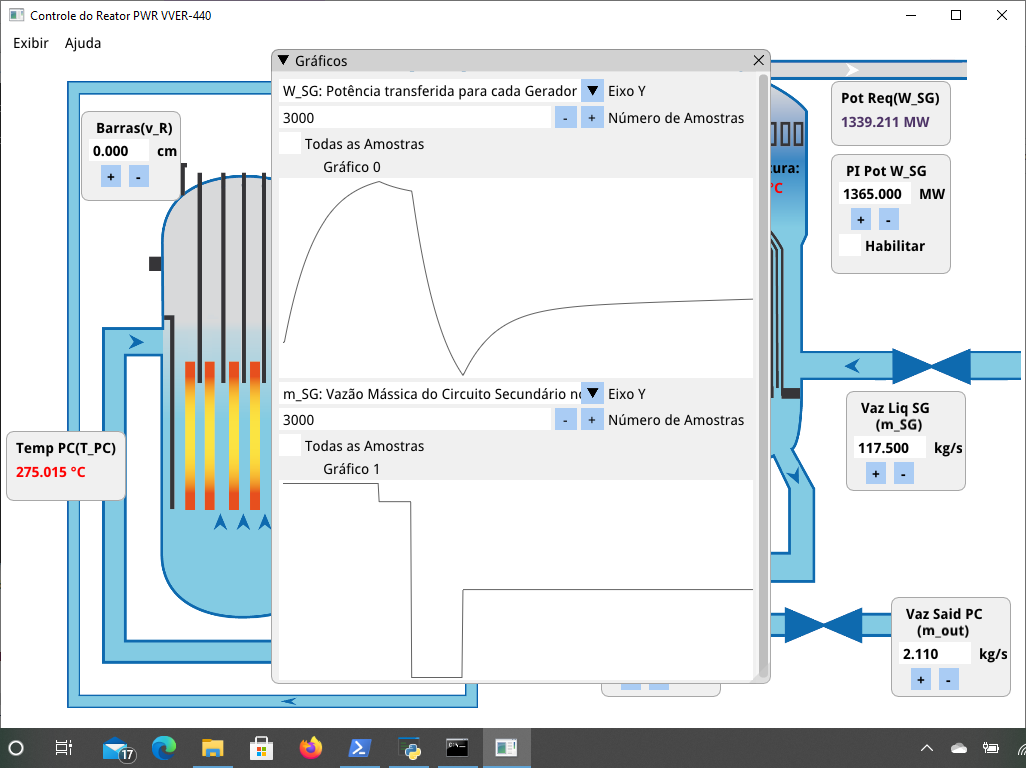 Controle do Reator PWR VVER-440
Exibir Ajuda
Gráficos
W_SG: Potência transferida para cada Gerador
Eixo Y
3000
- + Número de Amostras
Todas as Amostras
Gráfico 0
m_SG: Vazão Mássica do Circuito Secundário
Eixo Y
3000
- + Número de Amostras
Todas as Amostras
Gráfico 1
Barras(v_R)
0.000 cm
+ -
Temp PC(T_PC)
275.015 °C
Pot Req(W_SG)
1339.211 MW
PI Pot W_SG
1365.000 MW
+ -
Habilitar
Vaz Liq SG
(m_SG)
117.500 kg/s
+ -
Vaz Said PC
(m_out)
2.110 kg/s
+ -
17